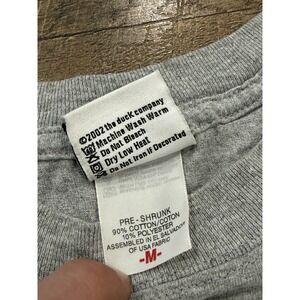 ©2002 the duck company
Machine Wash Warm
Do Not Bleach
Dry Low Heat
Do Not Iron if Decorated
PRE-SHRUNK
90% COTTON/COTON
10% POLYESTER
ASSEMBLED IN EL SALVADOR
OF USA FABRIC
-M-